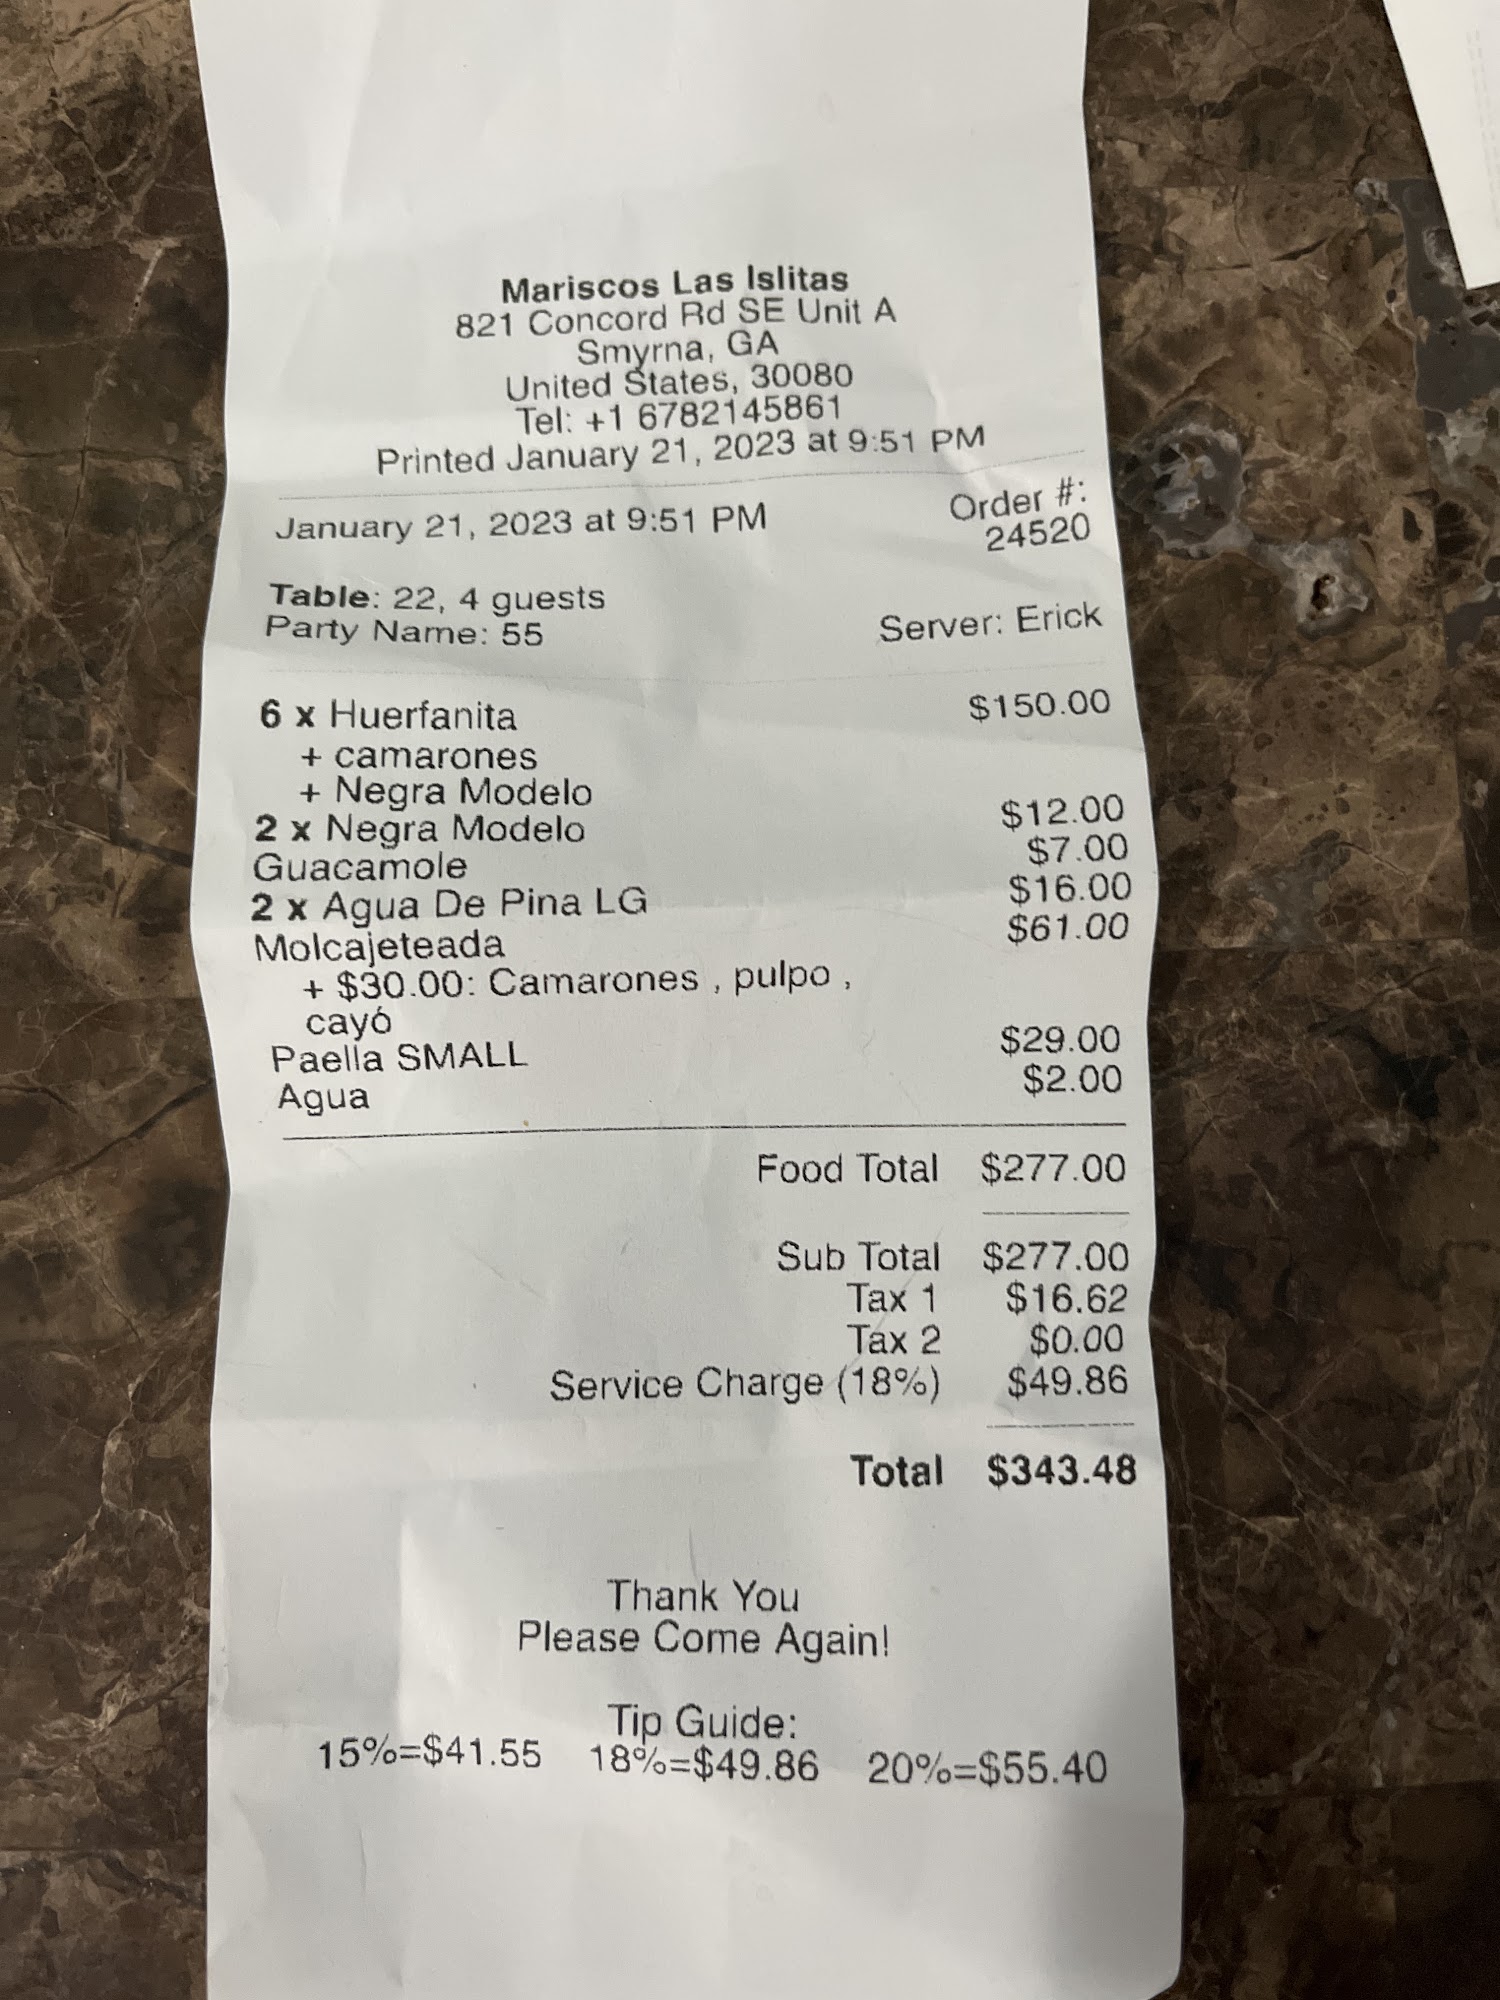 Mariscos Las Islitas
821 Concord Rd SE Unit A
Smyrna, GA
United States, 30080
Tel: +1 6782145861
Printed January 21, 2023 at 9:51 PM
January 21, 2023 at 9:51 PM Order #: 24520
Table: 22, 4 guests
Party Name: 55 Server: Erick
6 x Huerfanita $150.00
+ camarones
+ Negra Modelo
2 x Negra Modelo $12.00
Guacamole $7.00
2 x Agua De Pina LG $16.00
Molcajeteada $61.00
+ $30.00: Camarones , pulpo ,
cayó
Paella SMALL $29.00
Agua $2.00
Food Total $277.00
Sub Total $277.00
Tax 1 $16.62
Tax 2 $0.00
Service Charge (18%) $49.86
Total $343.48
Thank You
Please Come Again!
Tip Guide:
15%=$41.55 18%=$49.86 20%=$55.40